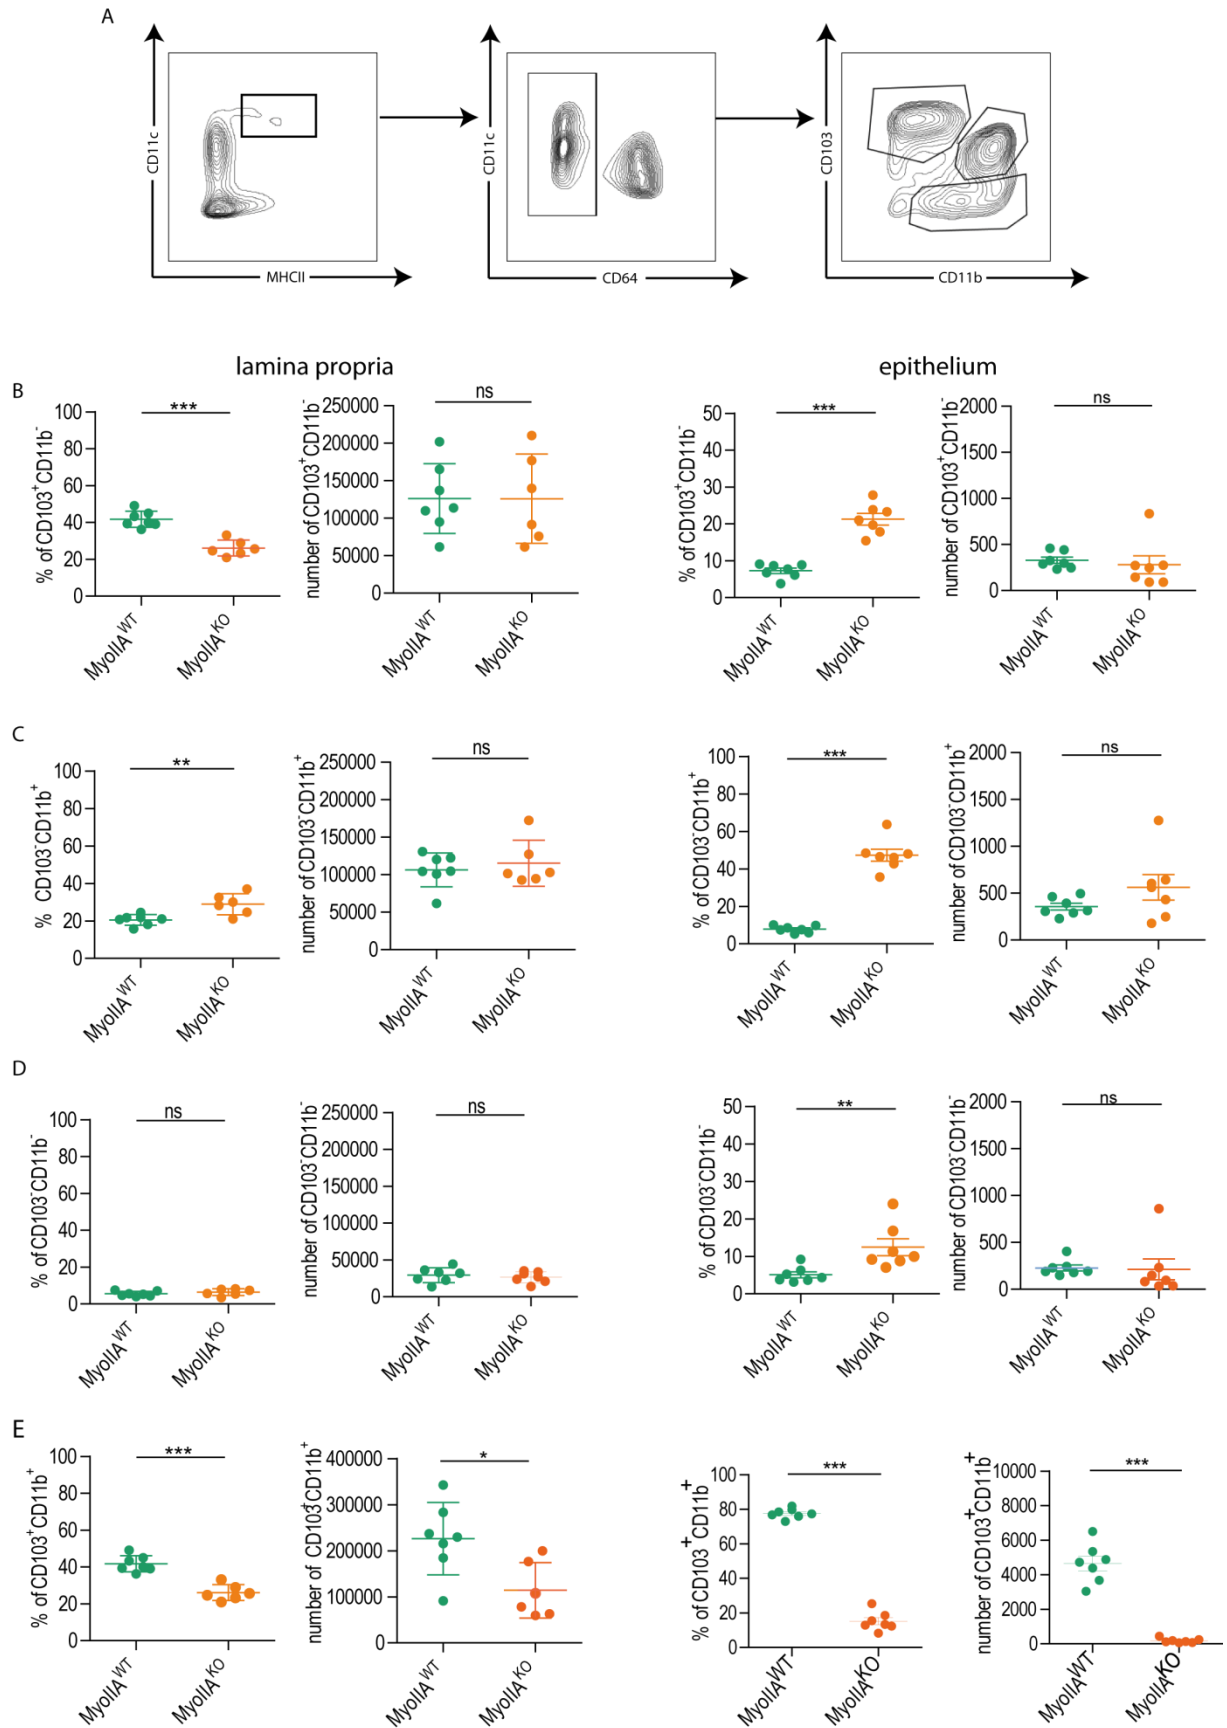 A
CD11c
MHCII
CD11c
CD64
CD103
CD11b
lamina propria
epithelium
B
% of CD103+CD11b-
100
80
60
40
20
0
***
MyoIIA^WT
MyoIIA^KO
number of CD103+CD11b-
250000
200000
150000
100000
50000
0
ns
MyoIIA^WT
MyoIIA^KO
% of CD103+CD11b-
50
40
30
20
10
0
***
MyoIIA^WT
MyoIIA^KO
number of CD103+CD11b-
2000
1500
1000
500
0
ns
MyoIIA^WT
MyoIIA^KO
C
% CD103-CD11b+
100
80
60
40
20
0
**
MyoIIA^WT
MyoIIA^KO
number of CD103-CD11b+
250000
200000
150000
100000
50000
0
ns
MyoIIA^WT
MyoIIA^KO
% of CD103-CD11b+
100
80
60
40
20
0
***
MyoIIA^WT
MyoIIA^KO
number of CD103-CD11b+
2000
1500
1000
500
0
ns
MyoIIA^WT
MyoIIA^KO
D
% of CD103-CD11b-
100
80
60
40
20
0
ns
MyoIIA^WT
MyoIIA^KO
number of CD103-CD11b-
250000
200000
150000
100000
50000
0
ns
MyoIIA^WT
MyoIIA^KO
% of CD103-CD11b-
50
40
30
20
10
0
**
MyoIIA^WT
MyoIIA^KO
number of CD103-CD11b-
2000
1500
1000
500
0
ns
MyoIIA^WT
MyoIIA^KO
E
% of CD103+CD11b+
100
80
60
40
20
0
***
MyoIIA^WT
MyoIIA^KO
number of CD103+CD11b+
400000
300000
200000
100000
0
*
MyoIIA^WT
MyoIIA^KO
% of CD103+CD11b+
100
80
60
40
20
0
***
MyoIIA^WT
MyoIIA^KO
number of CD103+CD11b+
10000
8000
6000
4000
2000
0
***
MyoIIA^WT
MyoIIA^KO